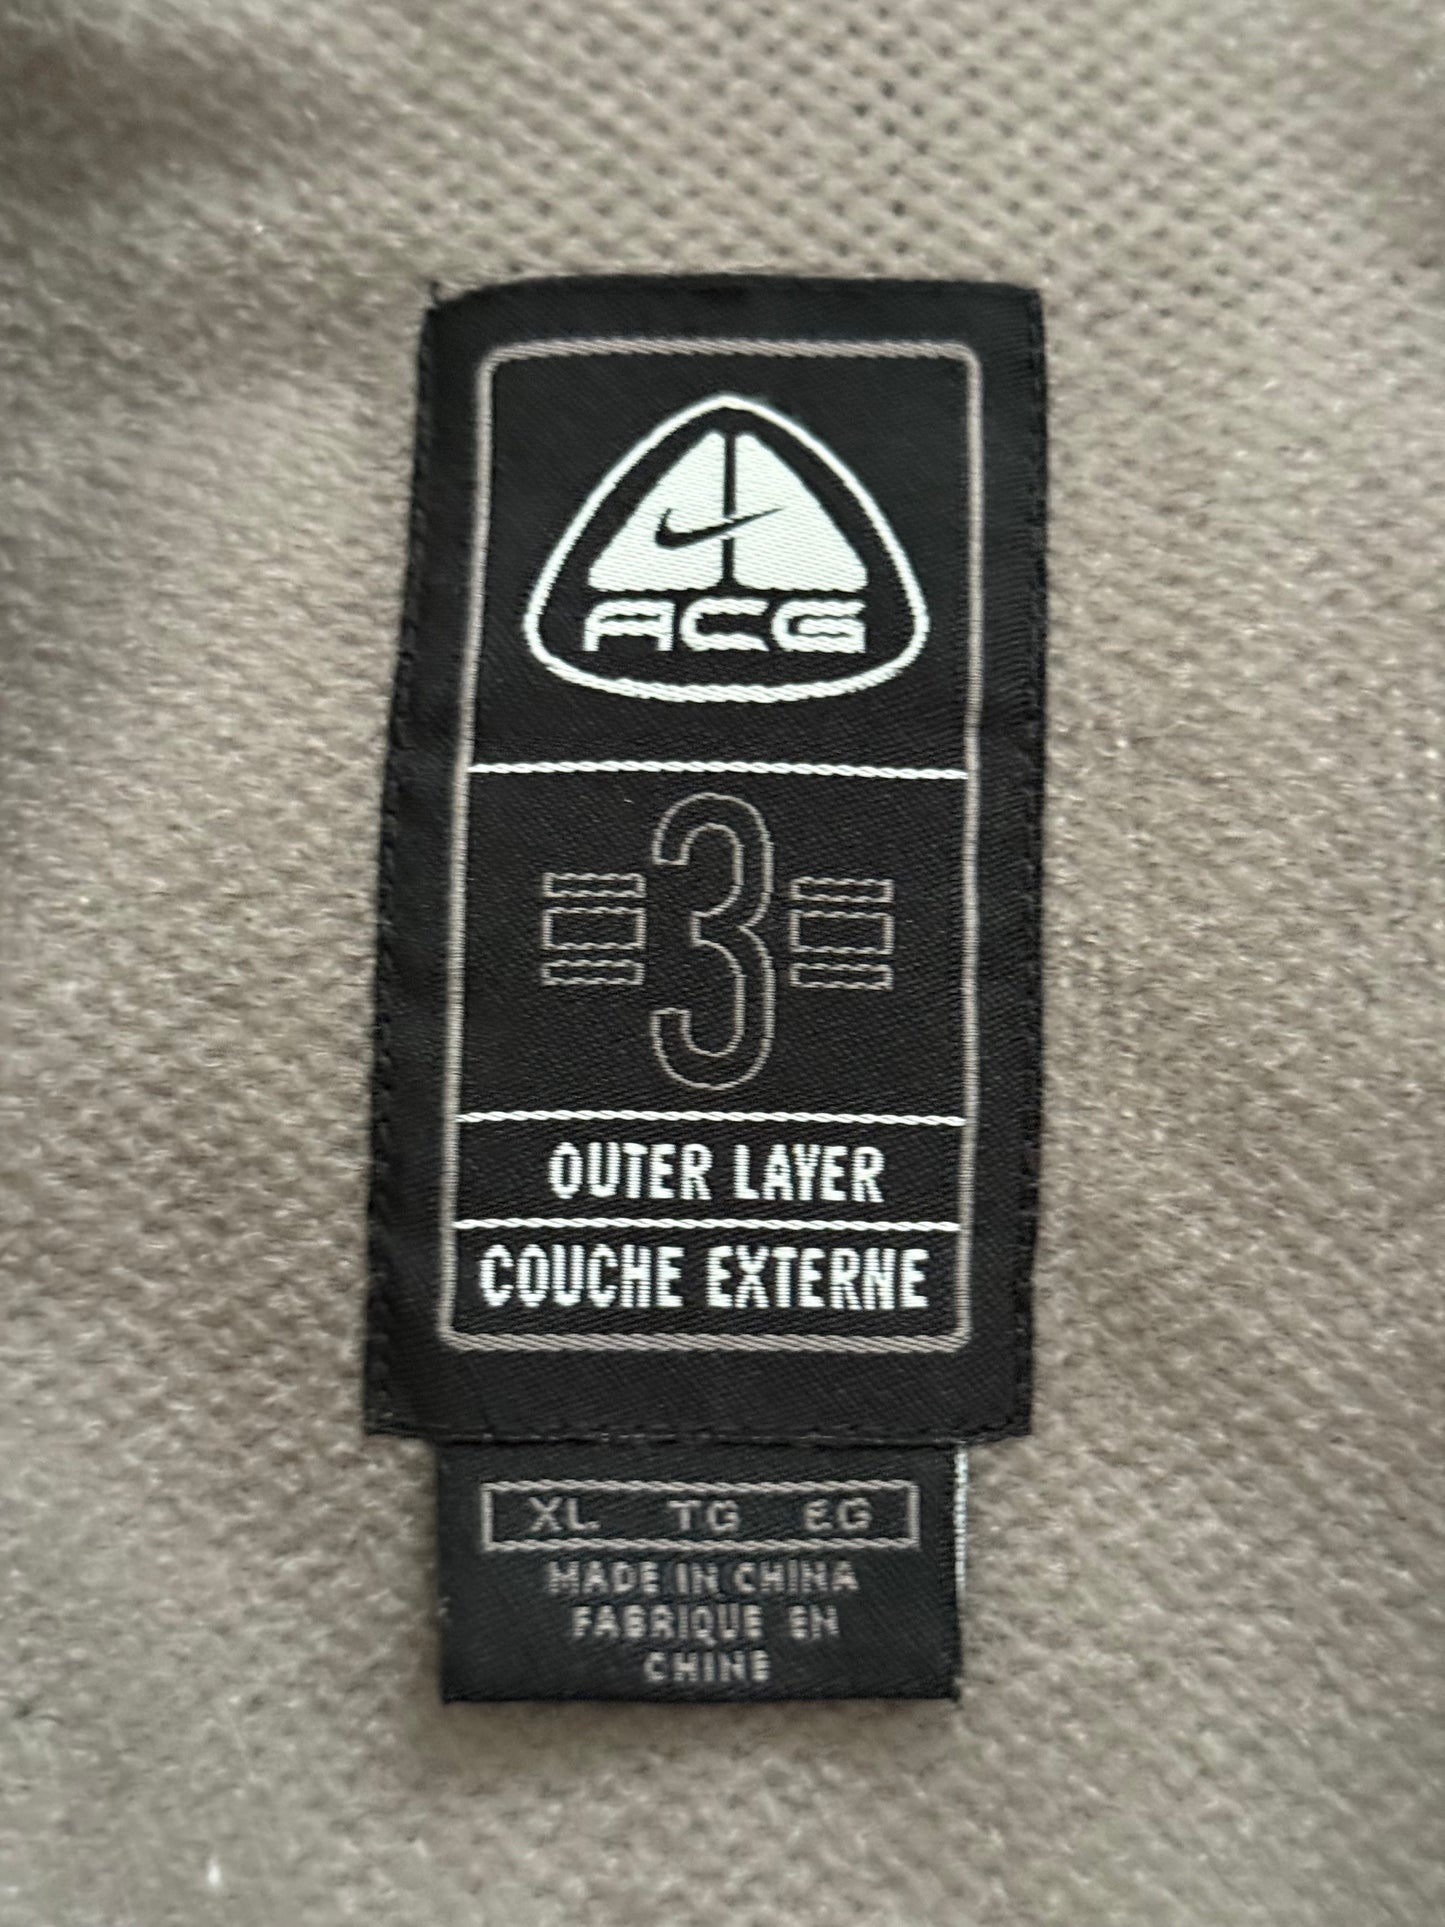 ACG
3
OUTER LAYER
COUCHE EXTERNE
XL TG EG
MADE IN CHINA
FABRIQUE EN
CHINE